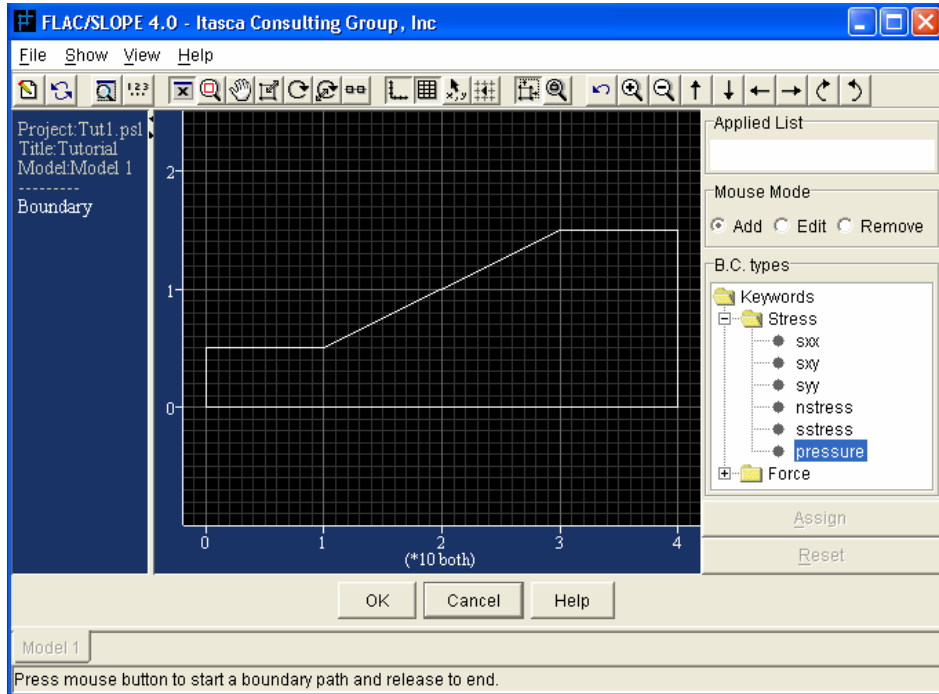 FLAC/SLOPE 4.0 - Itasca Consulting Group, Inc
File Show View Help
1.2.3
x,y
Project:Tut1.psl
Title:Tutorial
Model:Model 1
---------
Boundary
2
1
0
0 1 2 3 4
(*10 both)
Applied List
Mouse Mode
Add Edit Remove
B.C. types
Keywords
Stress
sxx
sxy
syy
nstress
sstress
pressure
Force
Assign
Reset
OK Cancel Help
Model 1
Press mouse button to start a boundary path and release to end.